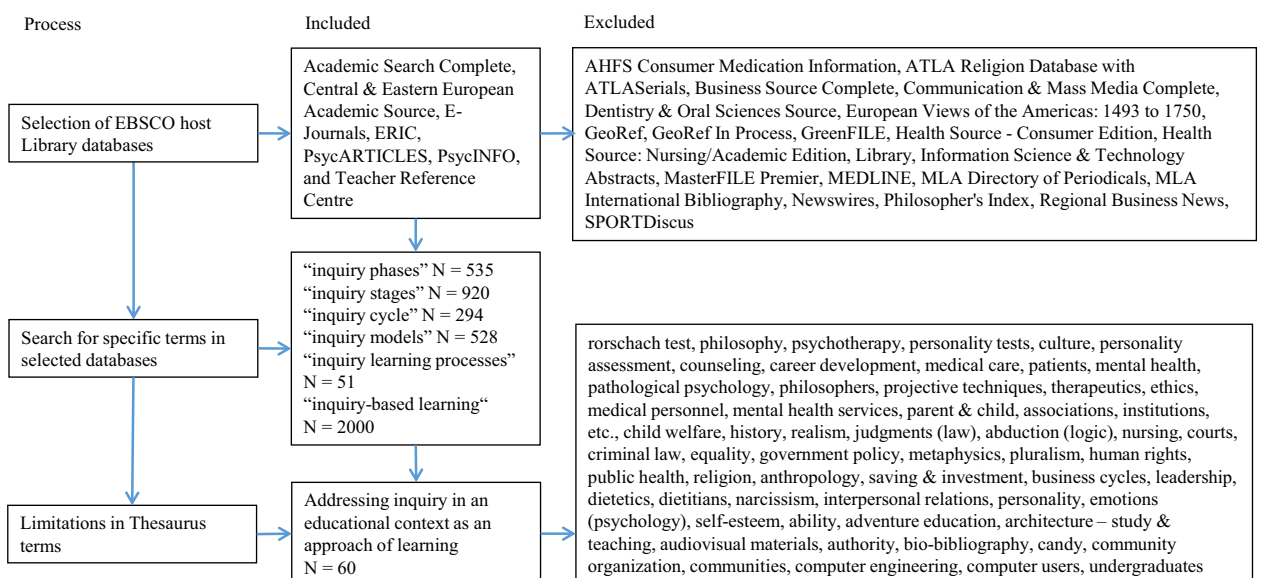 Process
Included
Excluded
Selection of EBSCO host
Library databases
Academic Search Complete,
Central & Eastern European
Academic Source, E-
Journals, ERIC,
PsycARTICLES, PsycINFO,
and Teacher Reference
Centre
AHFS Consumer Medication Information, ATLA Religion Database with
ATLASerials, Business Source Complete, Communication & Mass Media Complete,
Dentistry & Oral Sciences Source, European Views of the Americas: 1493 to 1750,
GeoRef, GeoRef In Process, GreenFILE, Health Source - Consumer Edition, Health
Source: Nursing/Academic Edition, Library, Information Science & Technology
Abstracts, MasterFILE Premier, MEDLINE, MLA Directory of Periodicals, MLA
International Bibliography, Newswires, Philosopher's Index, Regional Business News,
SPORTDiscus
Search for specific terms in
selected databases
“inquiry phases” N = 535
“inquiry stages” N = 920
“inquiry cycle” N = 294
“inquiry models” N = 528
“inquiry learning processes”
N = 51
“inquiry-based learning“
N = 2000
Limitations in Thesaurus
terms
Addressing inquiry in an
educational context as an
approach of learning
N = 60
rorschach test, philosophy, psychotherapy, personality tests, culture, personality
assessment, counseling, career development, medical care, patients, mental health,
pathological psychology, philosophers, projective techniques, therapeutics, ethics,
medical personnel, mental health services, parent & child, associations, institutions,
etc., child welfare, history, realism, judgments (law), abduction (logic), nursing, courts,
criminal law, equality, government policy, metaphysics, pluralism, human rights,
public health, religion, anthropology, saving & investment, business cycles, leadership,
dietetics, dietitians, narcissism, interpersonal relations, personality, emotions
(psychology), self-esteem, ability, adventure education, architecture – study &
teaching, audiovisual materials, authority, bio-bibliography, candy, community
organization, communities, computer engineering, computer users, undergraduates